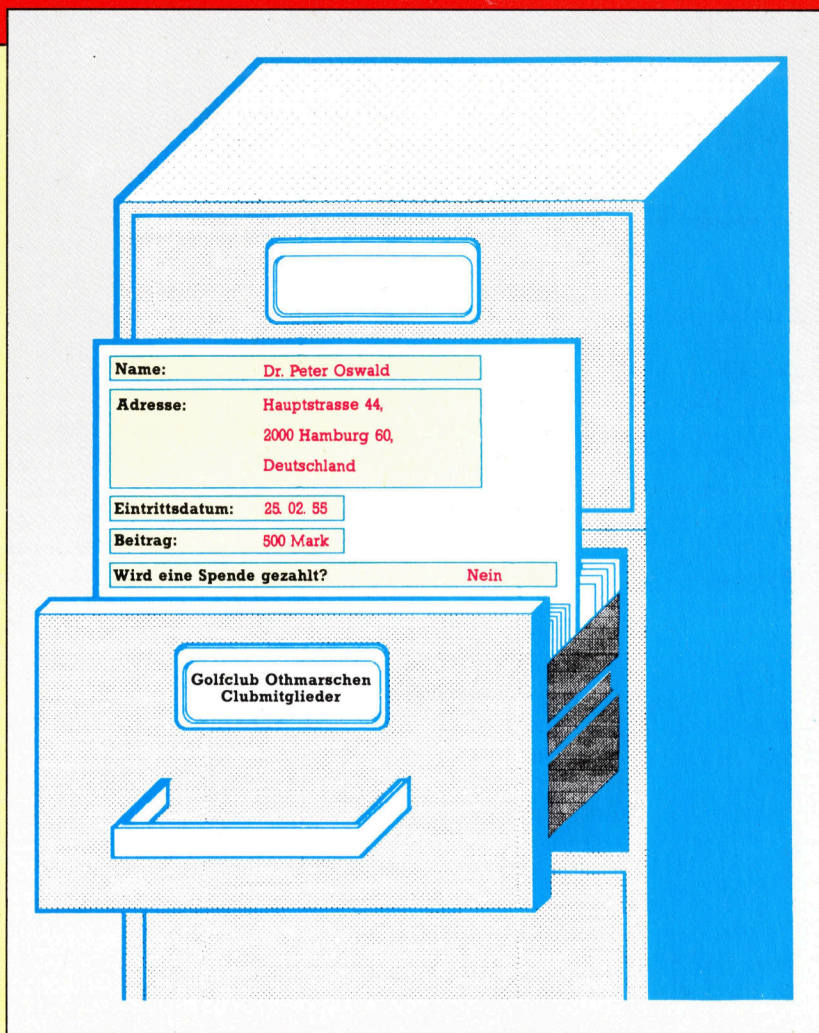 Name: Dr. Peter Oswald
Adresse: Hauptstrasse 44,
2000 Hamburg 60,
Deutschland
Eintrittsdatum: 25. 02. 55
Beitrag: 500 Mark
Wird eine Spende gezahlt? Nein
Golfclub Othmarschen
Clubmitglieder